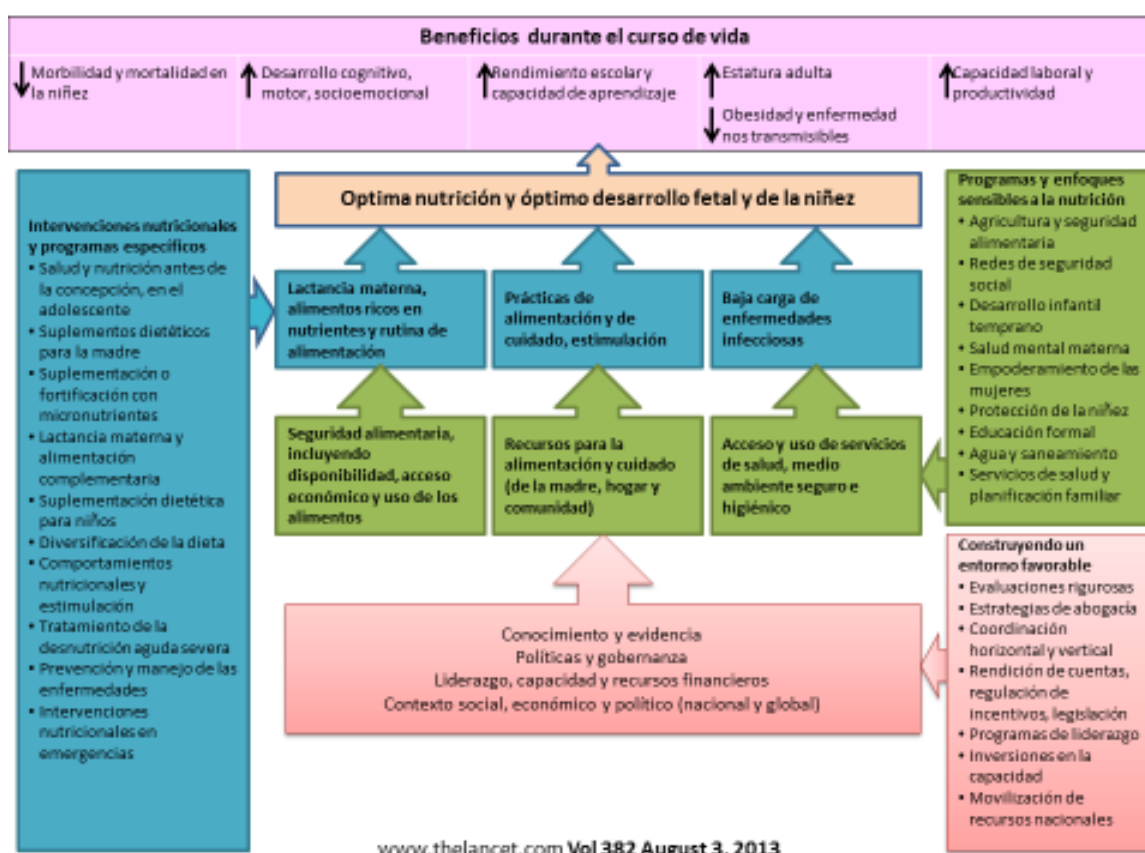 Beneficios durante el curso de vida
Morbilidad y mortalidad en
la niñez
Desarrollo cognitivo,
motor, socioemocional
Rendimiento escolar y
capacidad de aprendizaje
Estatura adulta
Obesidad y enfermedad
nos transmisibles
Capacidad laboral y
productividad
Optima nutrición y óptimo desarrollo fetal y de la niñez
Intervenciones nutricionales
y programas específicos
▪ Salud y nutrición antes de
la concepción, en el
adolescente
▪ Suplementos dietéticos
para la madre
▪ Suplementación o
fortificación con
micronutrientes
▪ Lactancia materna y
alimentación
complementaria
▪ Suplementación dietética
para niños
▪ Diversificación de la dieta
▪ Comportamientos
nutricionales y
estimulación
▪ Tratamiento de la
desnutrición aguda severa
▪ Prevención y manejo de las
enfermedades
▪ Intervenciones
nutricionales en
emergencias
Lactancia materna,
alimentos ricos en
nutrientes y rutina de
alimentación
Prácticas de
alimentación y de
cuidado, estimulación
Baja carga de
enfermedades
infecciosas
Seguridad alimentaria,
incluyendo
disponibilidad, acceso
económico y uso de los
alimentos
Recursos para la
alimentación y cuidado
(de la madre, hogar y
comunidad)
Acceso y uso de servicios
de salud, medio
ambiente seguro e
higiénico
Conocimiento y evidencia
Políticas y gobernanza
Liderazgo, capacidad y recursos financieros
Contexto social, económico y político (nacional y global)
Programas y enfoques
sensibles a la nutrición
• Agricultura y seguridad
alimentaria
• Redes de seguridad
social
• Desarrollo infantil
temprano
• Salud mental materna
• Empoderamiento de las
mujeres
• Protección de la niñez
• Educación formal
• Agua y saneamiento
• Servicios de salud y
planificación familiar
Construyendo un
entorno favorable
• Evaluaciones rigurosas
• Estrategias de abogacía
• Coordinación
horizontal y vertical
• Rendición de cuentas,
regulación de
incentivos, legislación
• Programas de liderazgo
• Inversiones en la
capacidad
• Movilización de
recursos nacionales
www.thelancet.com Vol 382 August 3, 2013